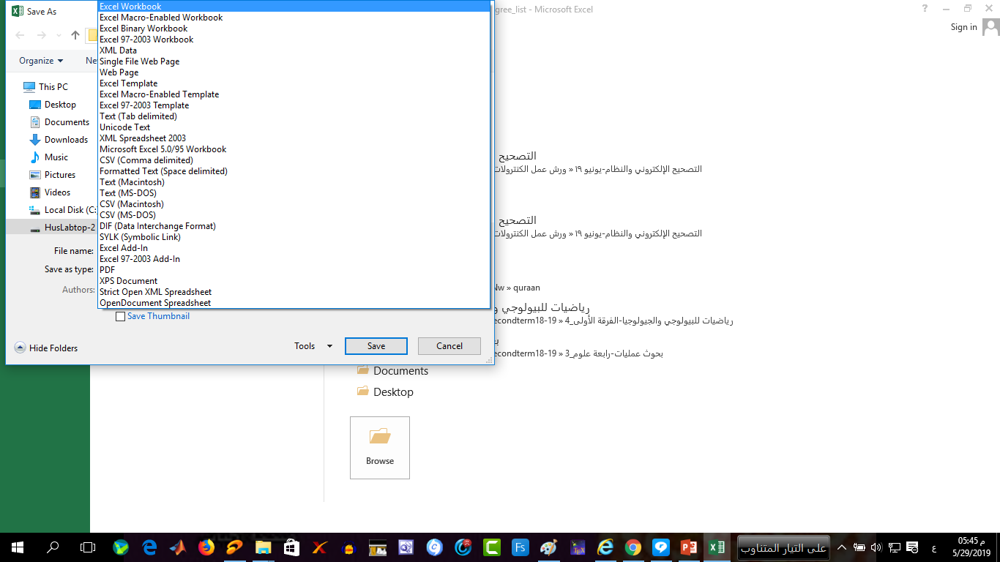 Save As
gree_list - Microsoft Excel
Sign in
Organize
Ne
This PC
Desktop
Documents
Downloads
Music
Pictures
Videos
Local Disk (C:
HusLabtop-2
File name:
Save as type:
Authors:
Excel Workbook
Excel Macro-Enabled Workbook
Excel Binary Workbook
Excel 97-2003 Workbook
XML Data
Single File Web Page
Web Page
Excel Template
Excel Macro-Enabled Template
Excel 97-2003 Template
Text (Tab delimited)
Unicode Text
XML Spreadsheet 2003
Microsoft Excel 5.0/95 Workbook
CSV (Comma delimited)
Formatted Text (Space delimited)
Text (Macintosh)
Text (MS-DOS)
CSV (Macintosh)
CSV (MS-DOS)
DIF (Data Interchange Format)
SYLK (Symbolic Link)
Excel Add-In
Excel 97-2003 Add-In
PDF
XPS Document
Strict Open XML Spreadsheet
OpenDocument Spreadsheet
Save Thumbnail
Hide Folders
Tools
Save
Cancel
التصحيح
التصحيح الإلكتروني والنظام-يونيو ١٩ » ورش عمل الكنترولات
التصحيح
التصحيح الإلكتروني والنظام-يونيو ١٩ » ورش عمل الكنترولات
Nw » quraan
رياضيات للبيولوجي و
econdterm18-19 » 4_رياضيات للبيولوجي والجيولوجيا-الفرقة الأولى
econdterm18-19 » 3_بحوث عمليات-رابعة علوم
Documents
Desktop
Browse
على التيار المتناوب
ع
05:45 م
5/29/2019